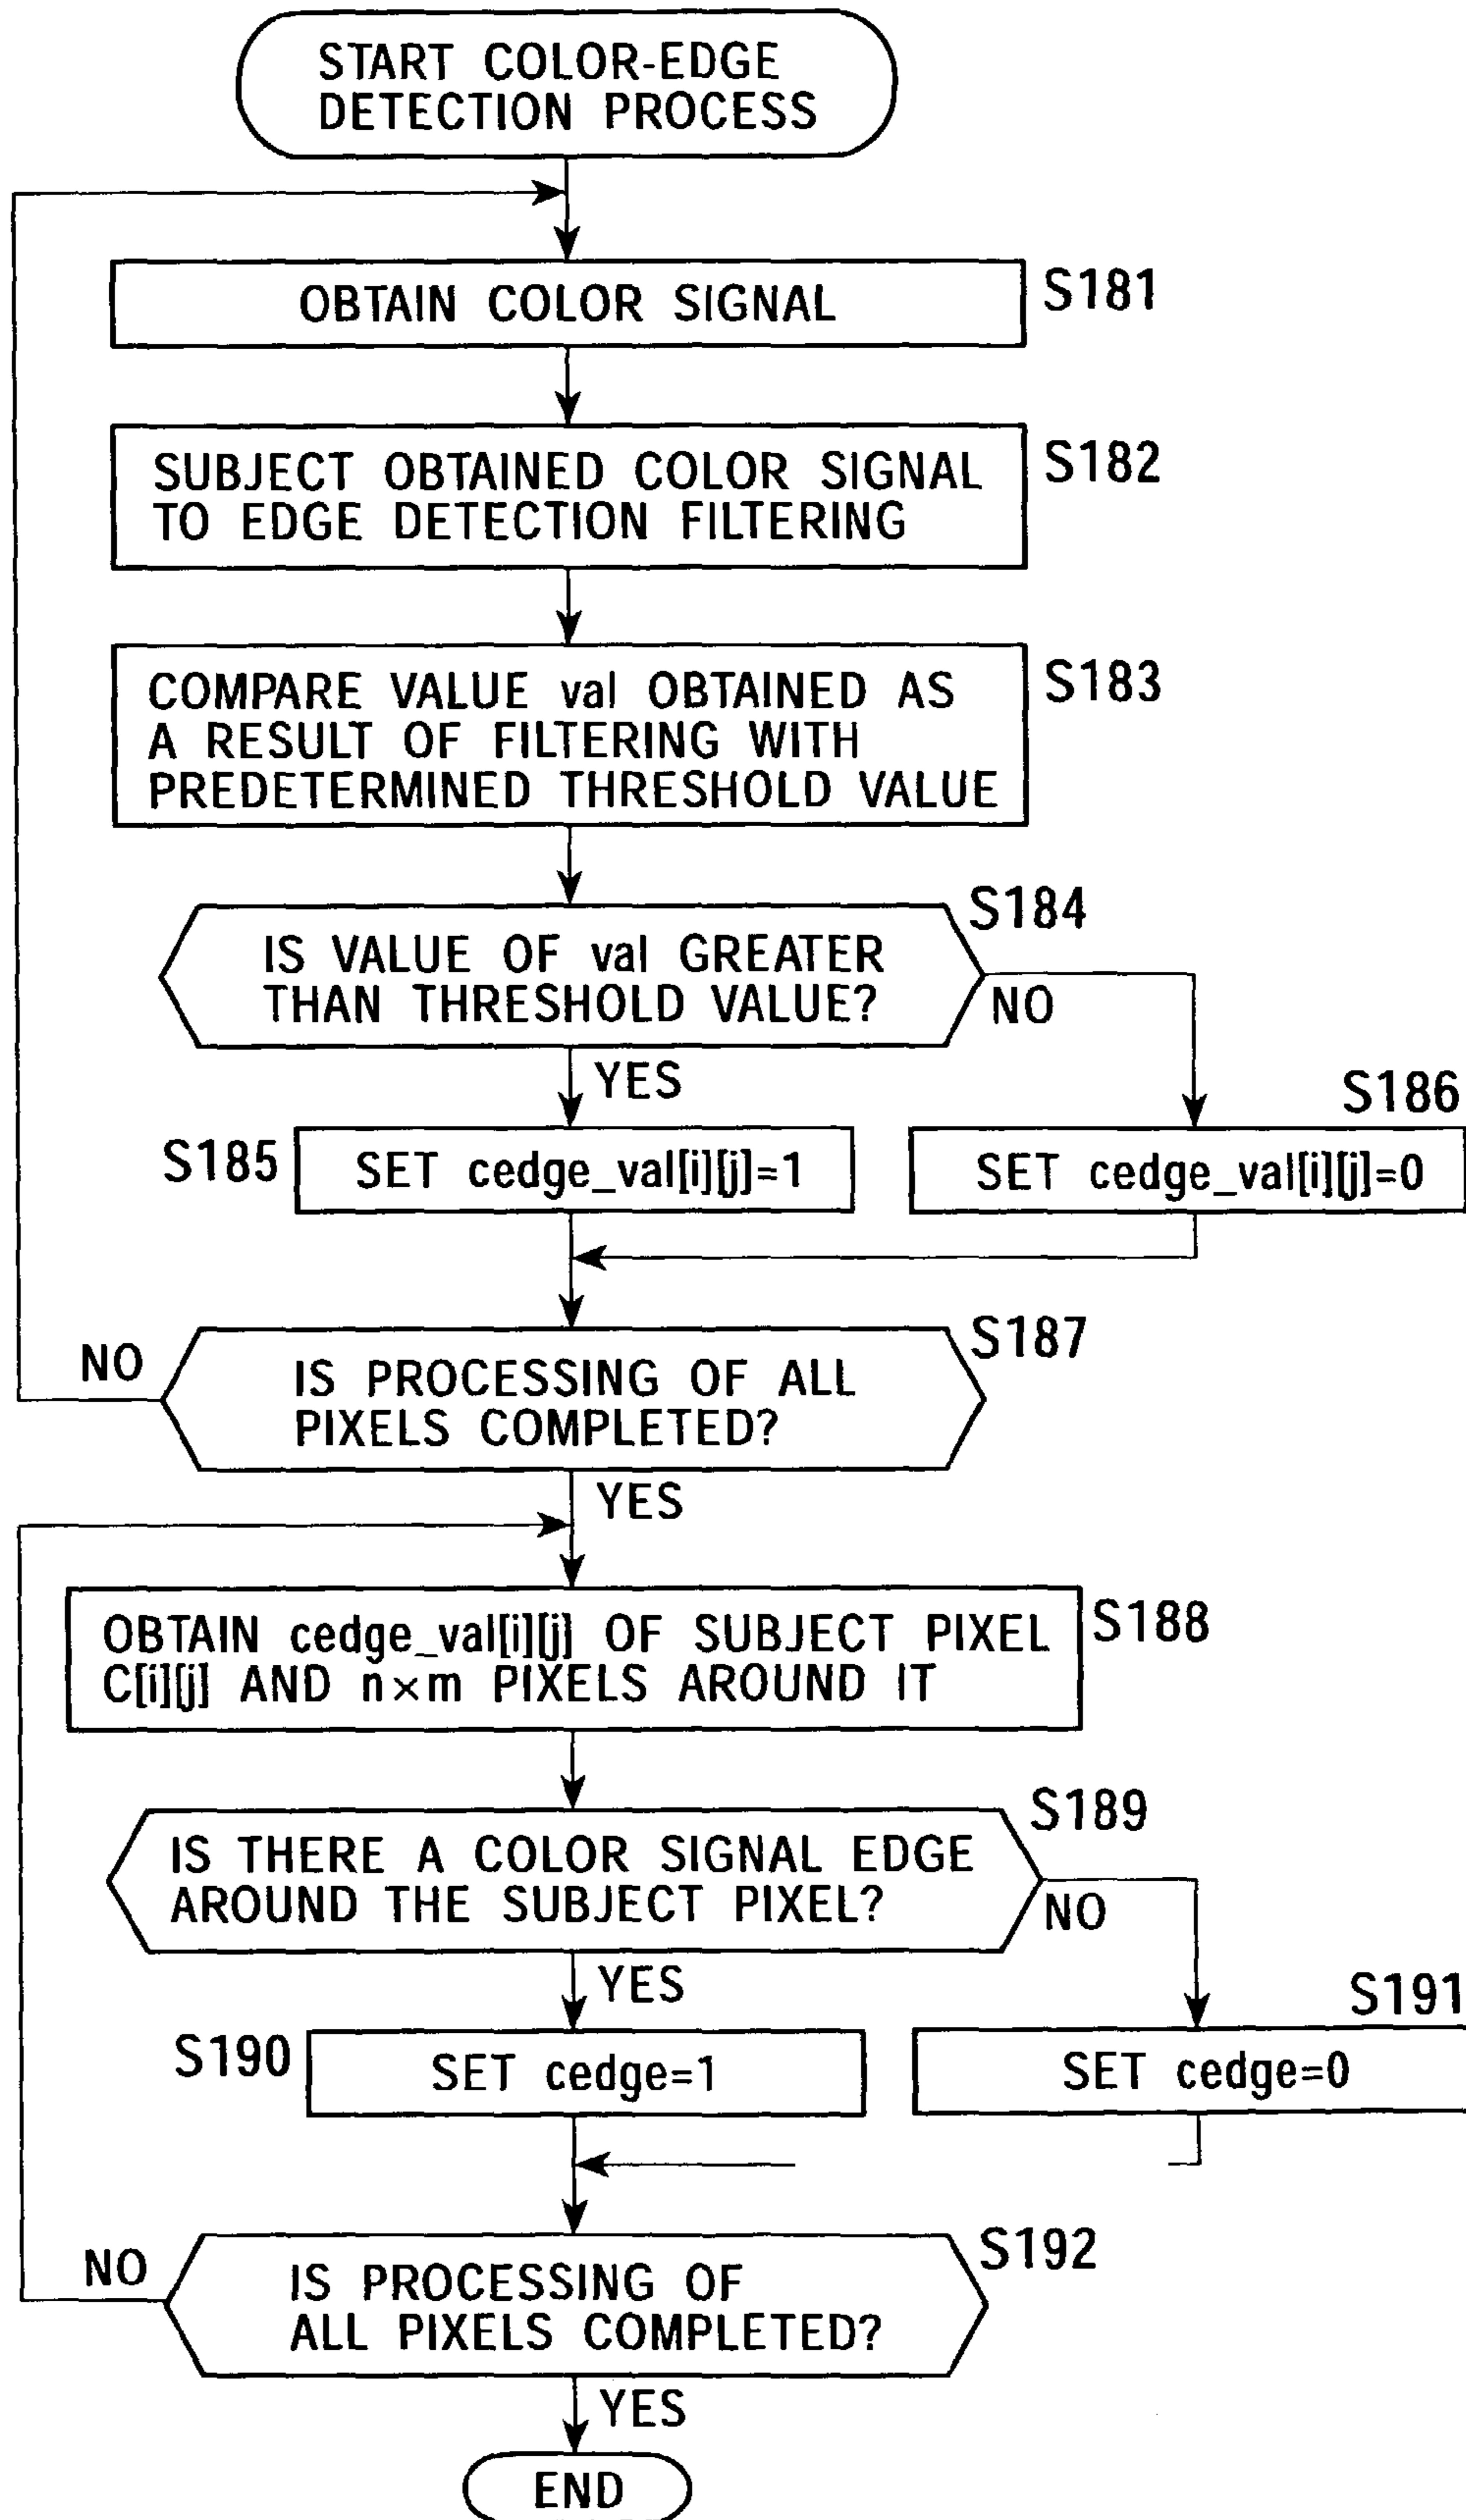 START COLOR-EDGE
DETECTION PROCESS
OBTAIN COLOR SIGNAL
S181
SUBJECT OBTAINED COLOR SIGNAL
TO EDGE DETECTION FILTERING
S182
COMPARE VALUE val OBTAINED AS
A RESULT OF FILTERING WITH
PREDETERMINED THRESHOLD VALUE
S183
S184
IS VALUE OF val GREATER
THAN THRESHOLD VALUE?
NO
YES
S186
S185
SET cedge_val[i][j]=1
SET cedge_val[i][j]=0
S187
NO
IS PROCESSING OF ALL
PIXELS COMPLETED?
YES
OBTAIN cedge_val[i][j] OF SUBJECT PIXEL
C[i][j] AND n×m PIXELS AROUND IT
S188
S189
IS THERE A COLOR SIGNAL EDGE
AROUND THE SUBJECT PIXEL?
NO
YES
S191
S190
SET cedge=1
SET cedge=0
S192
NO
IS PROCESSING OF
ALL PIXELS COMPLETED?
YES
END